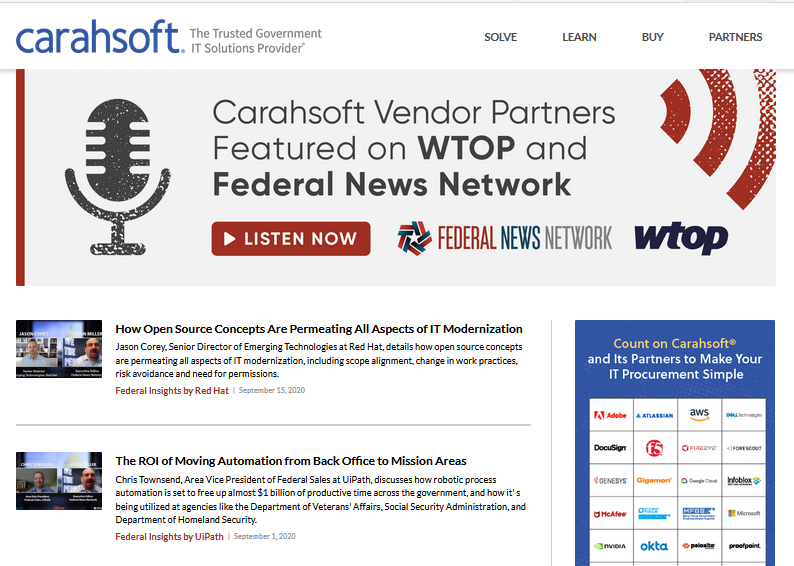 carahsoft.
The Trusted Government
IT Solutions Provider®
SOLVE
LEARN
BUY
PARTNERS
Carahsoft Vendor Partners
Featured on WTOP and
Federal News Network
LISTEN NOW
FEDERAL NEWS NETWORK
wtop
JASON COREY
JASON MILLER
How Open Source Concepts Are Permeating All Aspects of IT Modernization
Jason Corey, Senior Director of Emerging Technologies at Red Hat, details how open source concepts
are permeating all aspects of IT modernization, including scope alignment, change in work practices,
risk avoidance and need for permissions.
Federal Insights by Red Hat | September 15, 2020
The ROI of Moving Automation from Back Office to Mission Areas
Chris Townsend, Area Vice President of Federal Sales at UiPath, discusses how robotic process
automation is set to free up almost $1 billion of productive time across the government, and how it' s
being utilized at agencies like the Department of Veterans' Affairs, Social Security Administration, and
Department of Homeland Security.
Federal Insights by UiPath | September 1, 2020
Count on Carahsoft®
and Its Partners to Make Your
IT Procurement Simple
Adobe
ATLASSIAN
aws
DELL Technologies
DocuSign
f5
FIREEYE
FORESCOUT
GENESYS
Gigamon
Google Cloud
Infoblox
McAfee
MFGS
Microsoft
NVIDIA
okta
paloalto
proofpoint